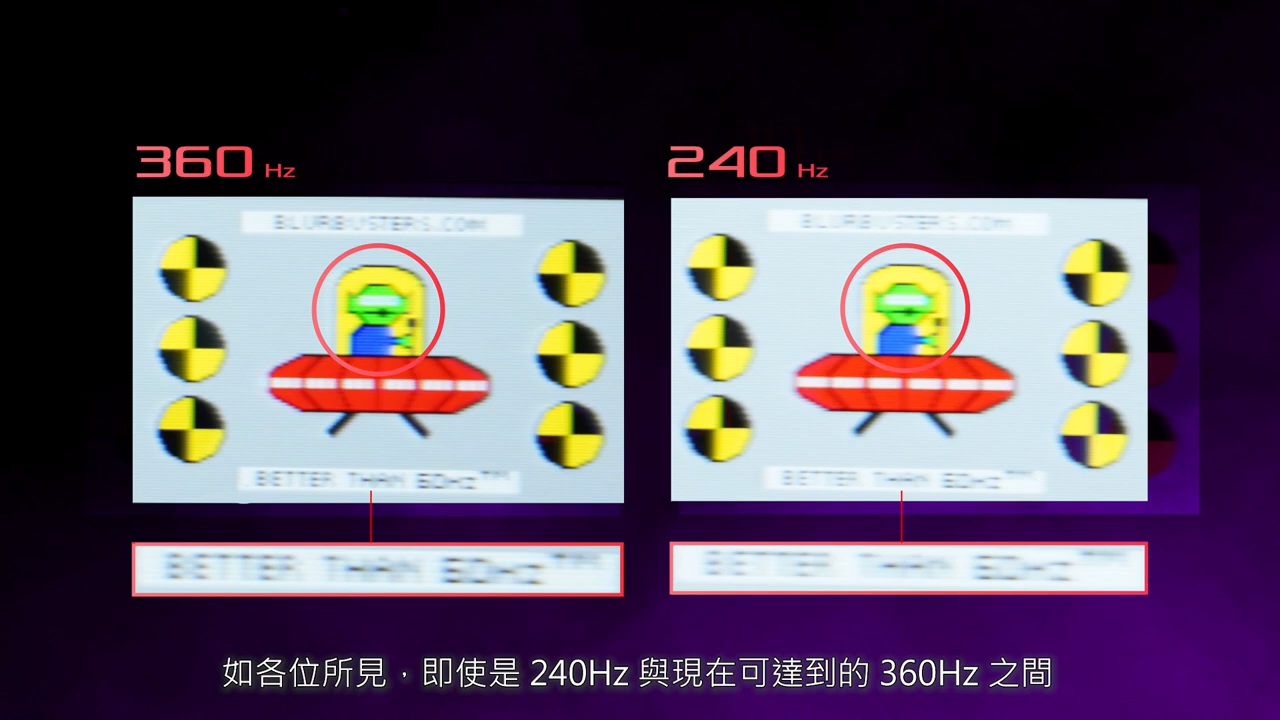 360 Hz
240 Hz
BLURBUSTERS.COM
BLURBUSTERS.COM
BETTER THAN 60Hz™
BETTER THAN 60Hz™
BETTER THAN 60Hz™
BETTER THAN 60Hz™
如各位所見，即使是 240Hz 與現在可達到的 360Hz 之間